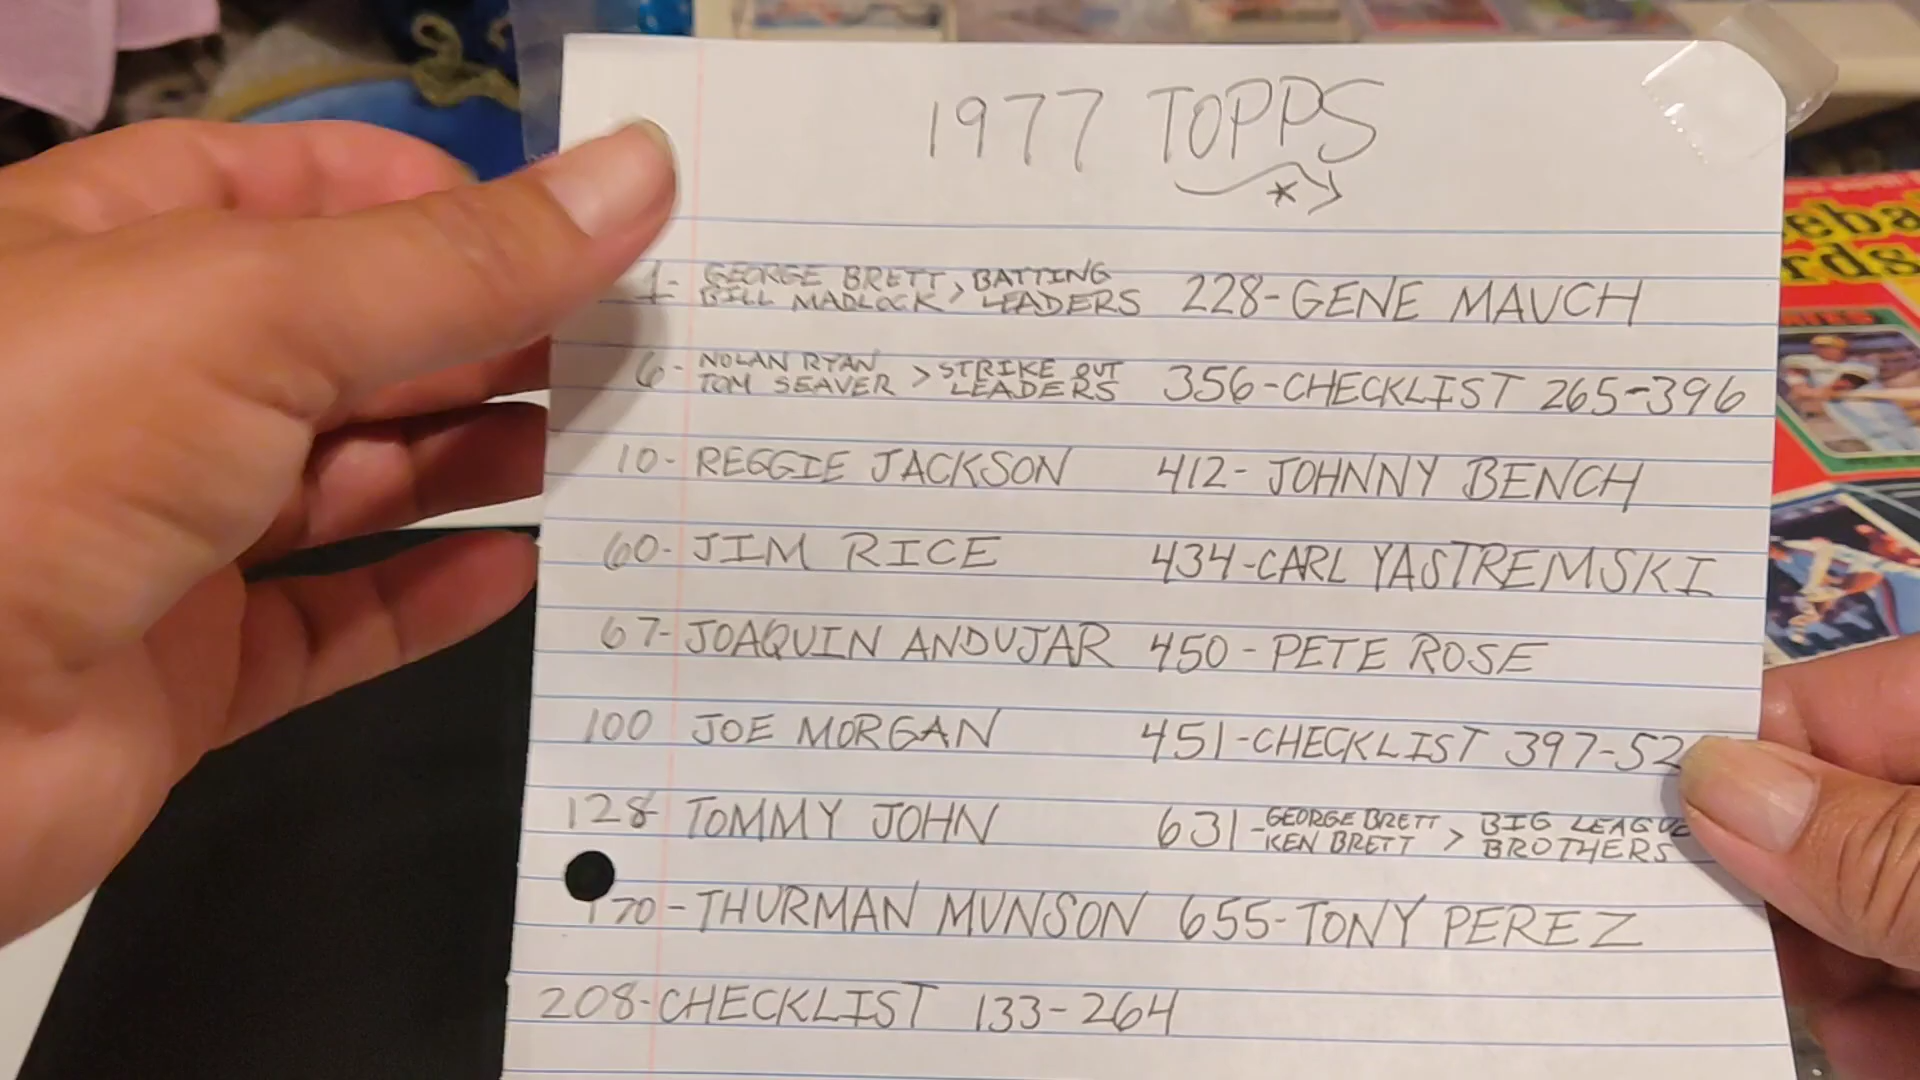 1977 TOPPS
1- GEORGE BRETT > BATTING
BILL MADLOCK LEADERS
6- NOLAN RYAN > STRIKE OUT
TOM SEAVER LEADERS
10- REGGIE JACKSON
60- JIM RICE
67- JOAQUIN ANDUJAR
100 JOE MORGAN
128- TOMMY JOHN
170- THURMAN MUNSON
208- CHECKLIST 133-264
228- GENE MAUCH
356- CHECKLIST 265-396
412- JOHNNY BENCH
434- CARL YASTREMSKI
450- PETE ROSE
451- CHECKLIST 397-52
631- GEORGE BRETT > BIG LEAGUE
KEN BRETT BROTHERS
655- TONY PEREZ